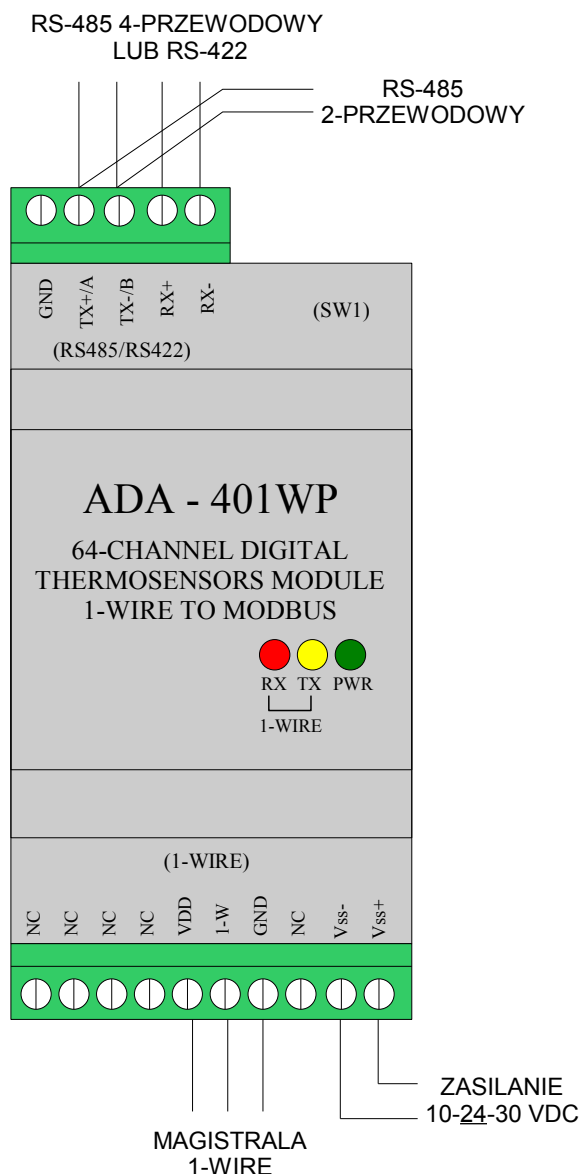 RS-485 4-PRZEWODOWY
LUB RS-422
RS-485
2-PRZEWODOWY
GND
TX+/A
TX-/B
RX+
RX-
(SW1)
(RS485/RS422)
ADA - 401WP
64-CHANNEL DIGITAL
THERMOSENSORS MODULE
1-WIRE TO MODBUS
RX TX PWR
1-WIRE
(1-WIRE)
NC
NC
NC
NC
VDD
1-W
GND
NC
Vss-
Vss+
ZASILANIE
10-24-30 VDC
MAGISTRALA
1-WIRE